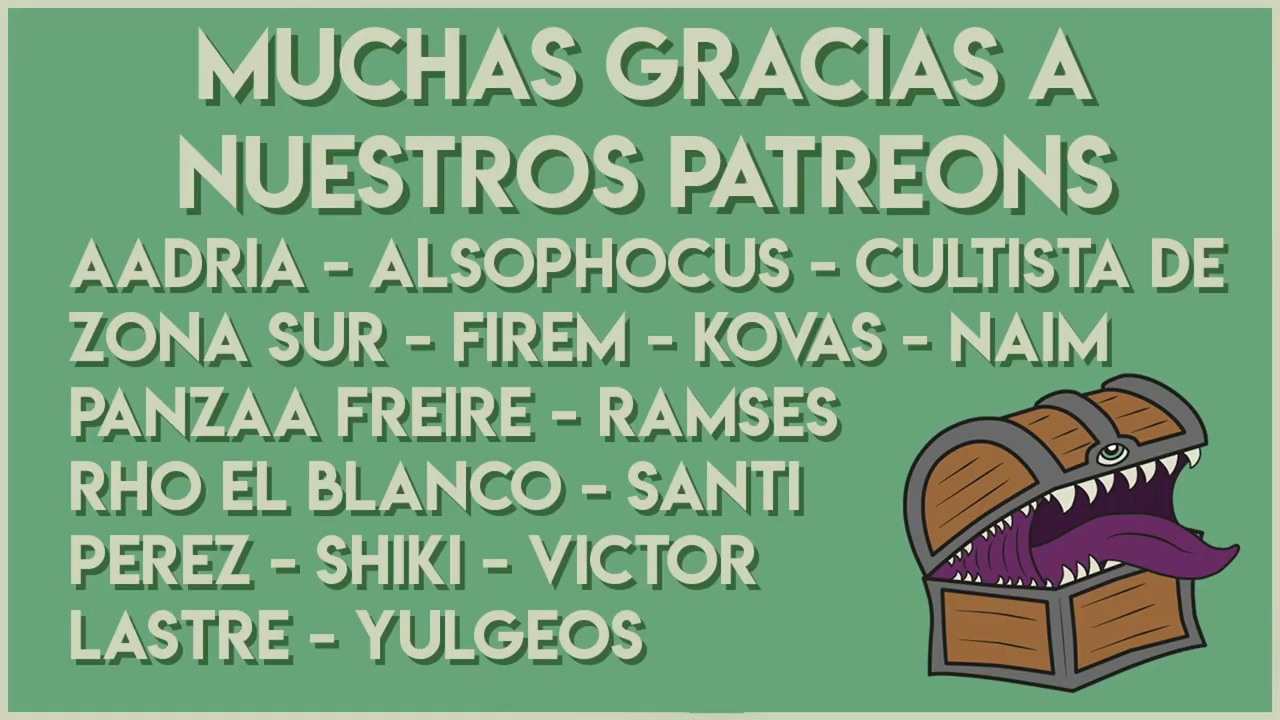 MUCHAS GRACIAS A
NUESTROS PATREONS
AADRIA - ALSOPHOCUS - CULTISTA DE
ZONA SUR - FIREM - KOVAS - NAIM
PANZAA FREIRE - RAMSES
RHO EL BLANCO - SANTI
PEREZ - SHIKI - VICTOR
LASTRE - YULGEOS